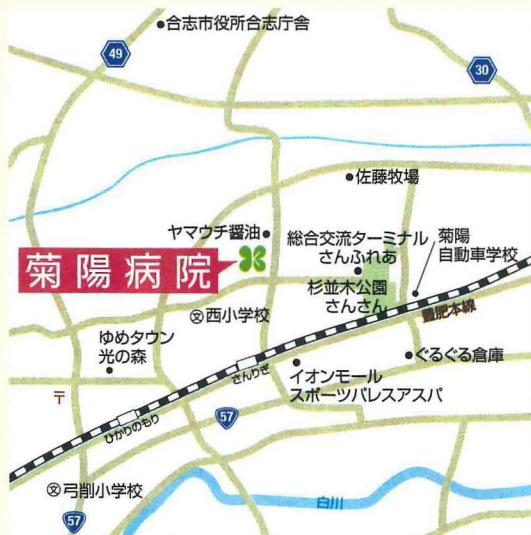 合志市役所合志庁舎
49
30
佐藤牧場
ヤマウチ醤油
総合交流ターミナル
さんふれあ
菊陽
自動車学校
菊陽病院
杉並木公園
さんさん
西小学校
豊肥本線
ゆめタウン
光の森
さんりぎ
ぐるぐる倉庫
イオンモール
スポーツパレスアスパ
〒
ひかりのもり
57
弓削小学校
白川
57